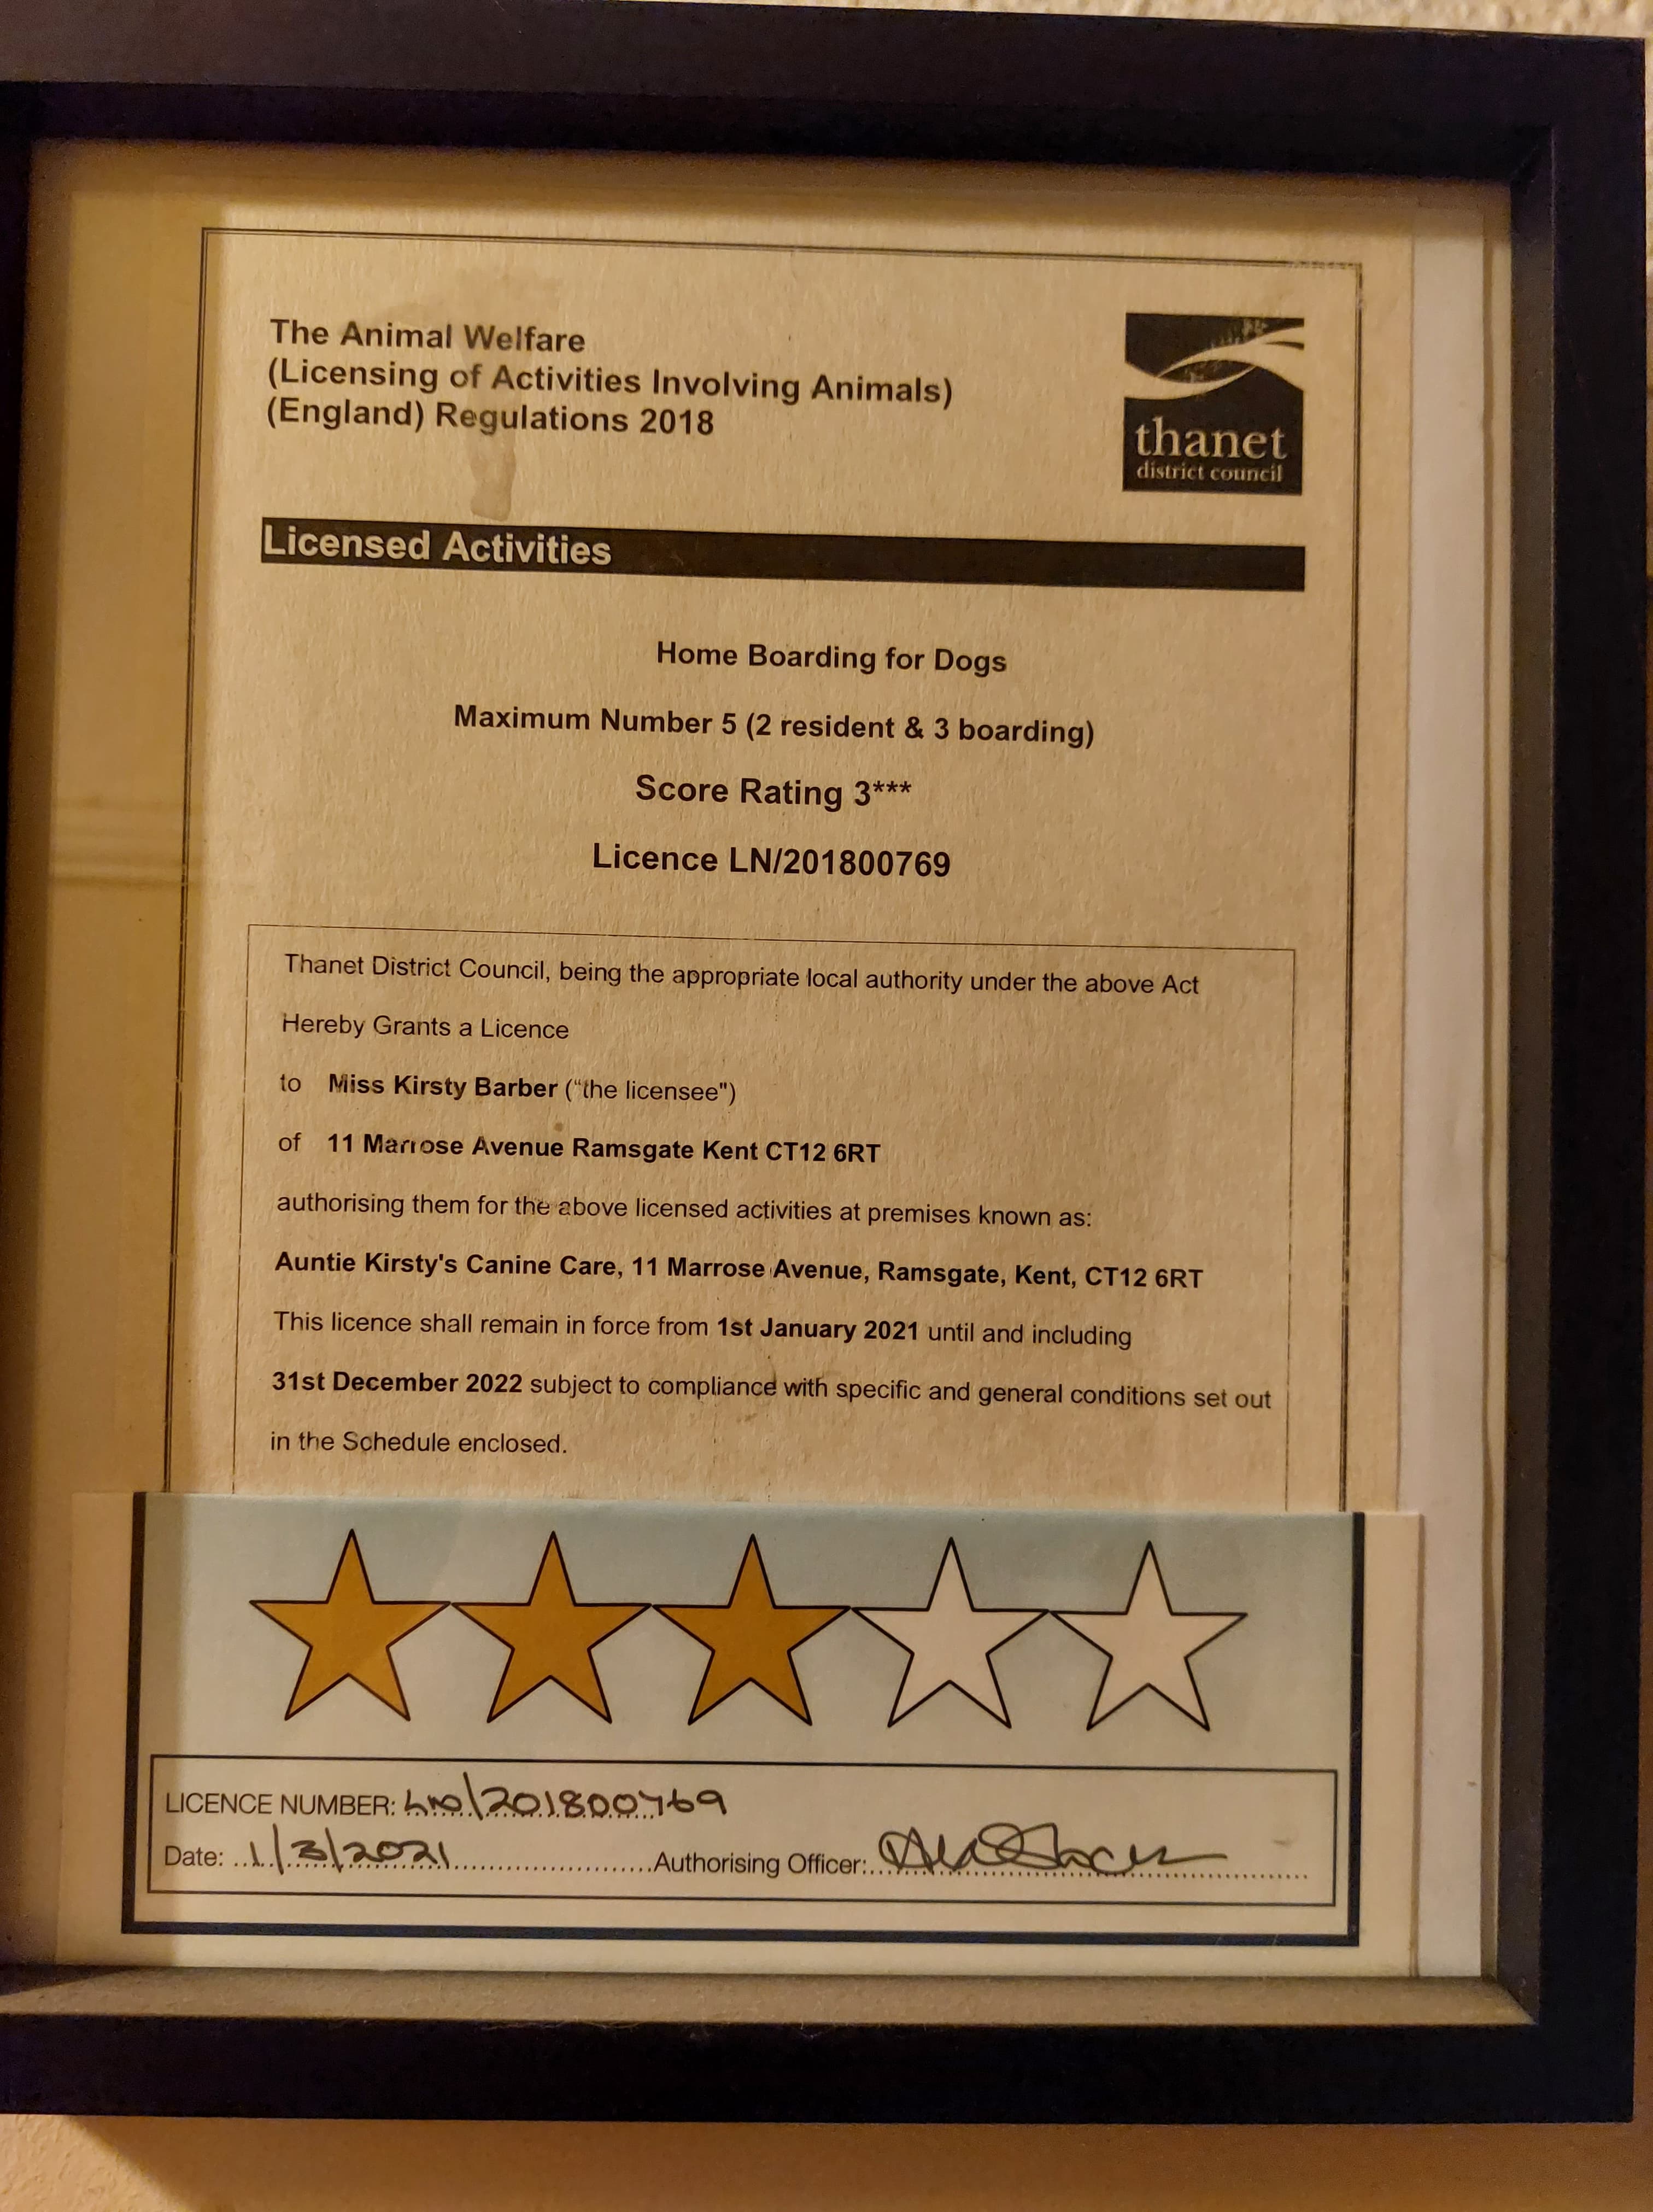 The Animal Welfare
(Licensing of Activities Involving Animals)
(England) Regulations 2018
thanet
district council
Licensed Activities
Home Boarding for Dogs
Maximum Number 5 (2 resident & 3 boarding)
Score Rating 3***
Licence LN/201800769
Thanet District Council, being the appropriate local authority under the above Act
Hereby Grants a Licence
to Miss Kirsty Barber ("the licensee")
of 11 Marrose Avenue Ramsgate Kent CT12 6RT
authorising them for the above licensed activities at premises known as:
Auntie Kirsty's Canine Care, 11 Marrose Avenue, Ramsgate, Kent, CT12 6RT
This licence shall remain in force from 1st January 2021 until and including
31st December 2022 subject to compliance with specific and general conditions set out
in the Schedule enclosed.
LICENCE NUMBER: LN/201800769
Date: 1/3/2021 Authorising Officer: